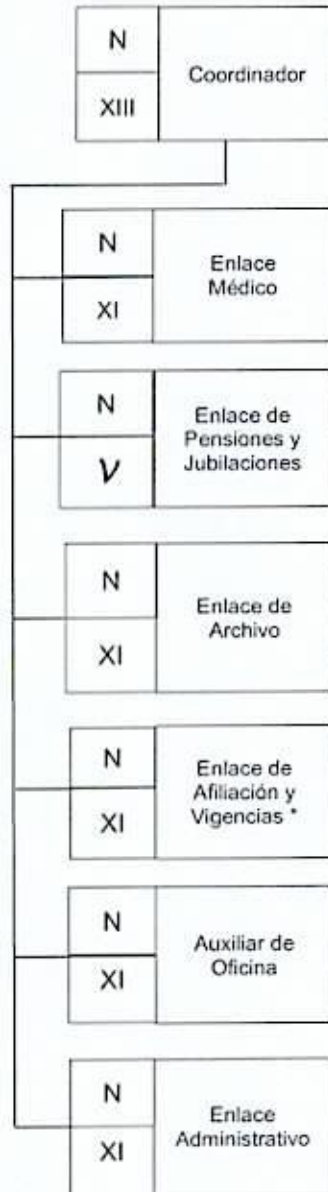 N
XIII
Coordinador
N
XI
Enlace
Médico
N
V
Enlace de
Pensiones y
Jubilaciones
N
XI
Enlace de
Archivo
N
XI
Enlace de
Afiliación y
Vigencias *
N
XI
Auxiliar de
Oficina
N
XI
Enlace
Administrativo